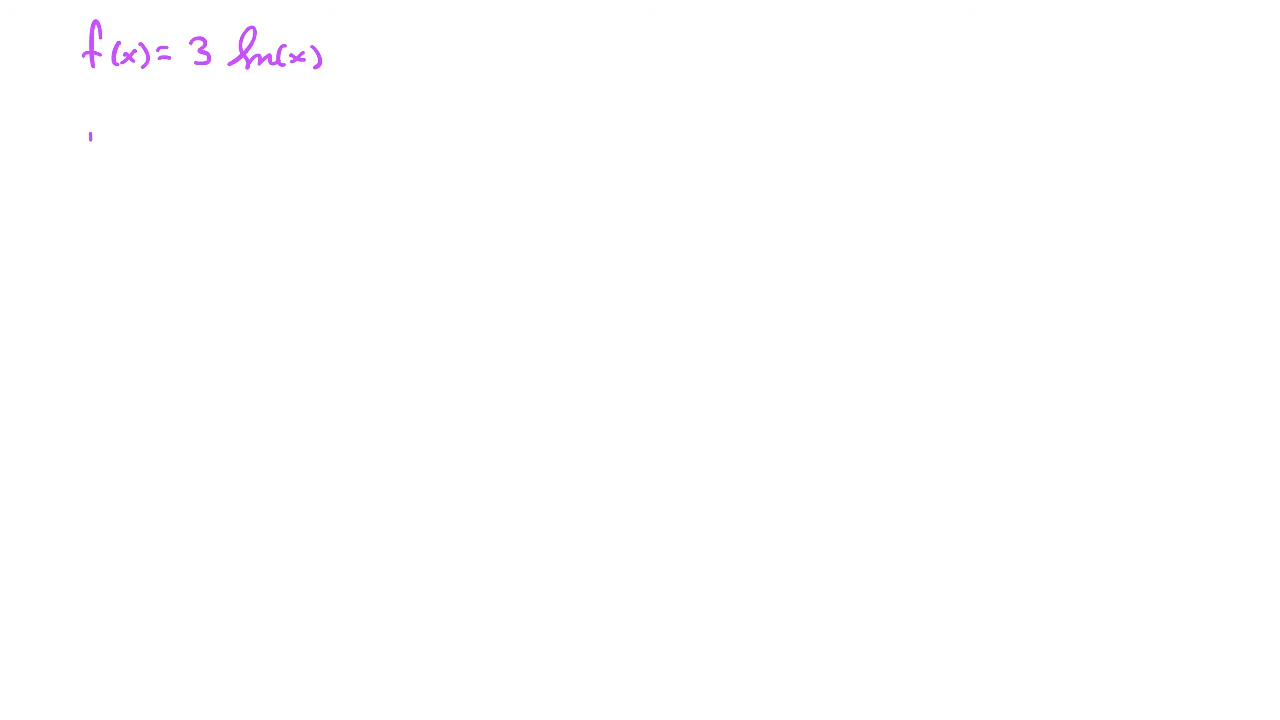 f(x) = 3 ln(x)